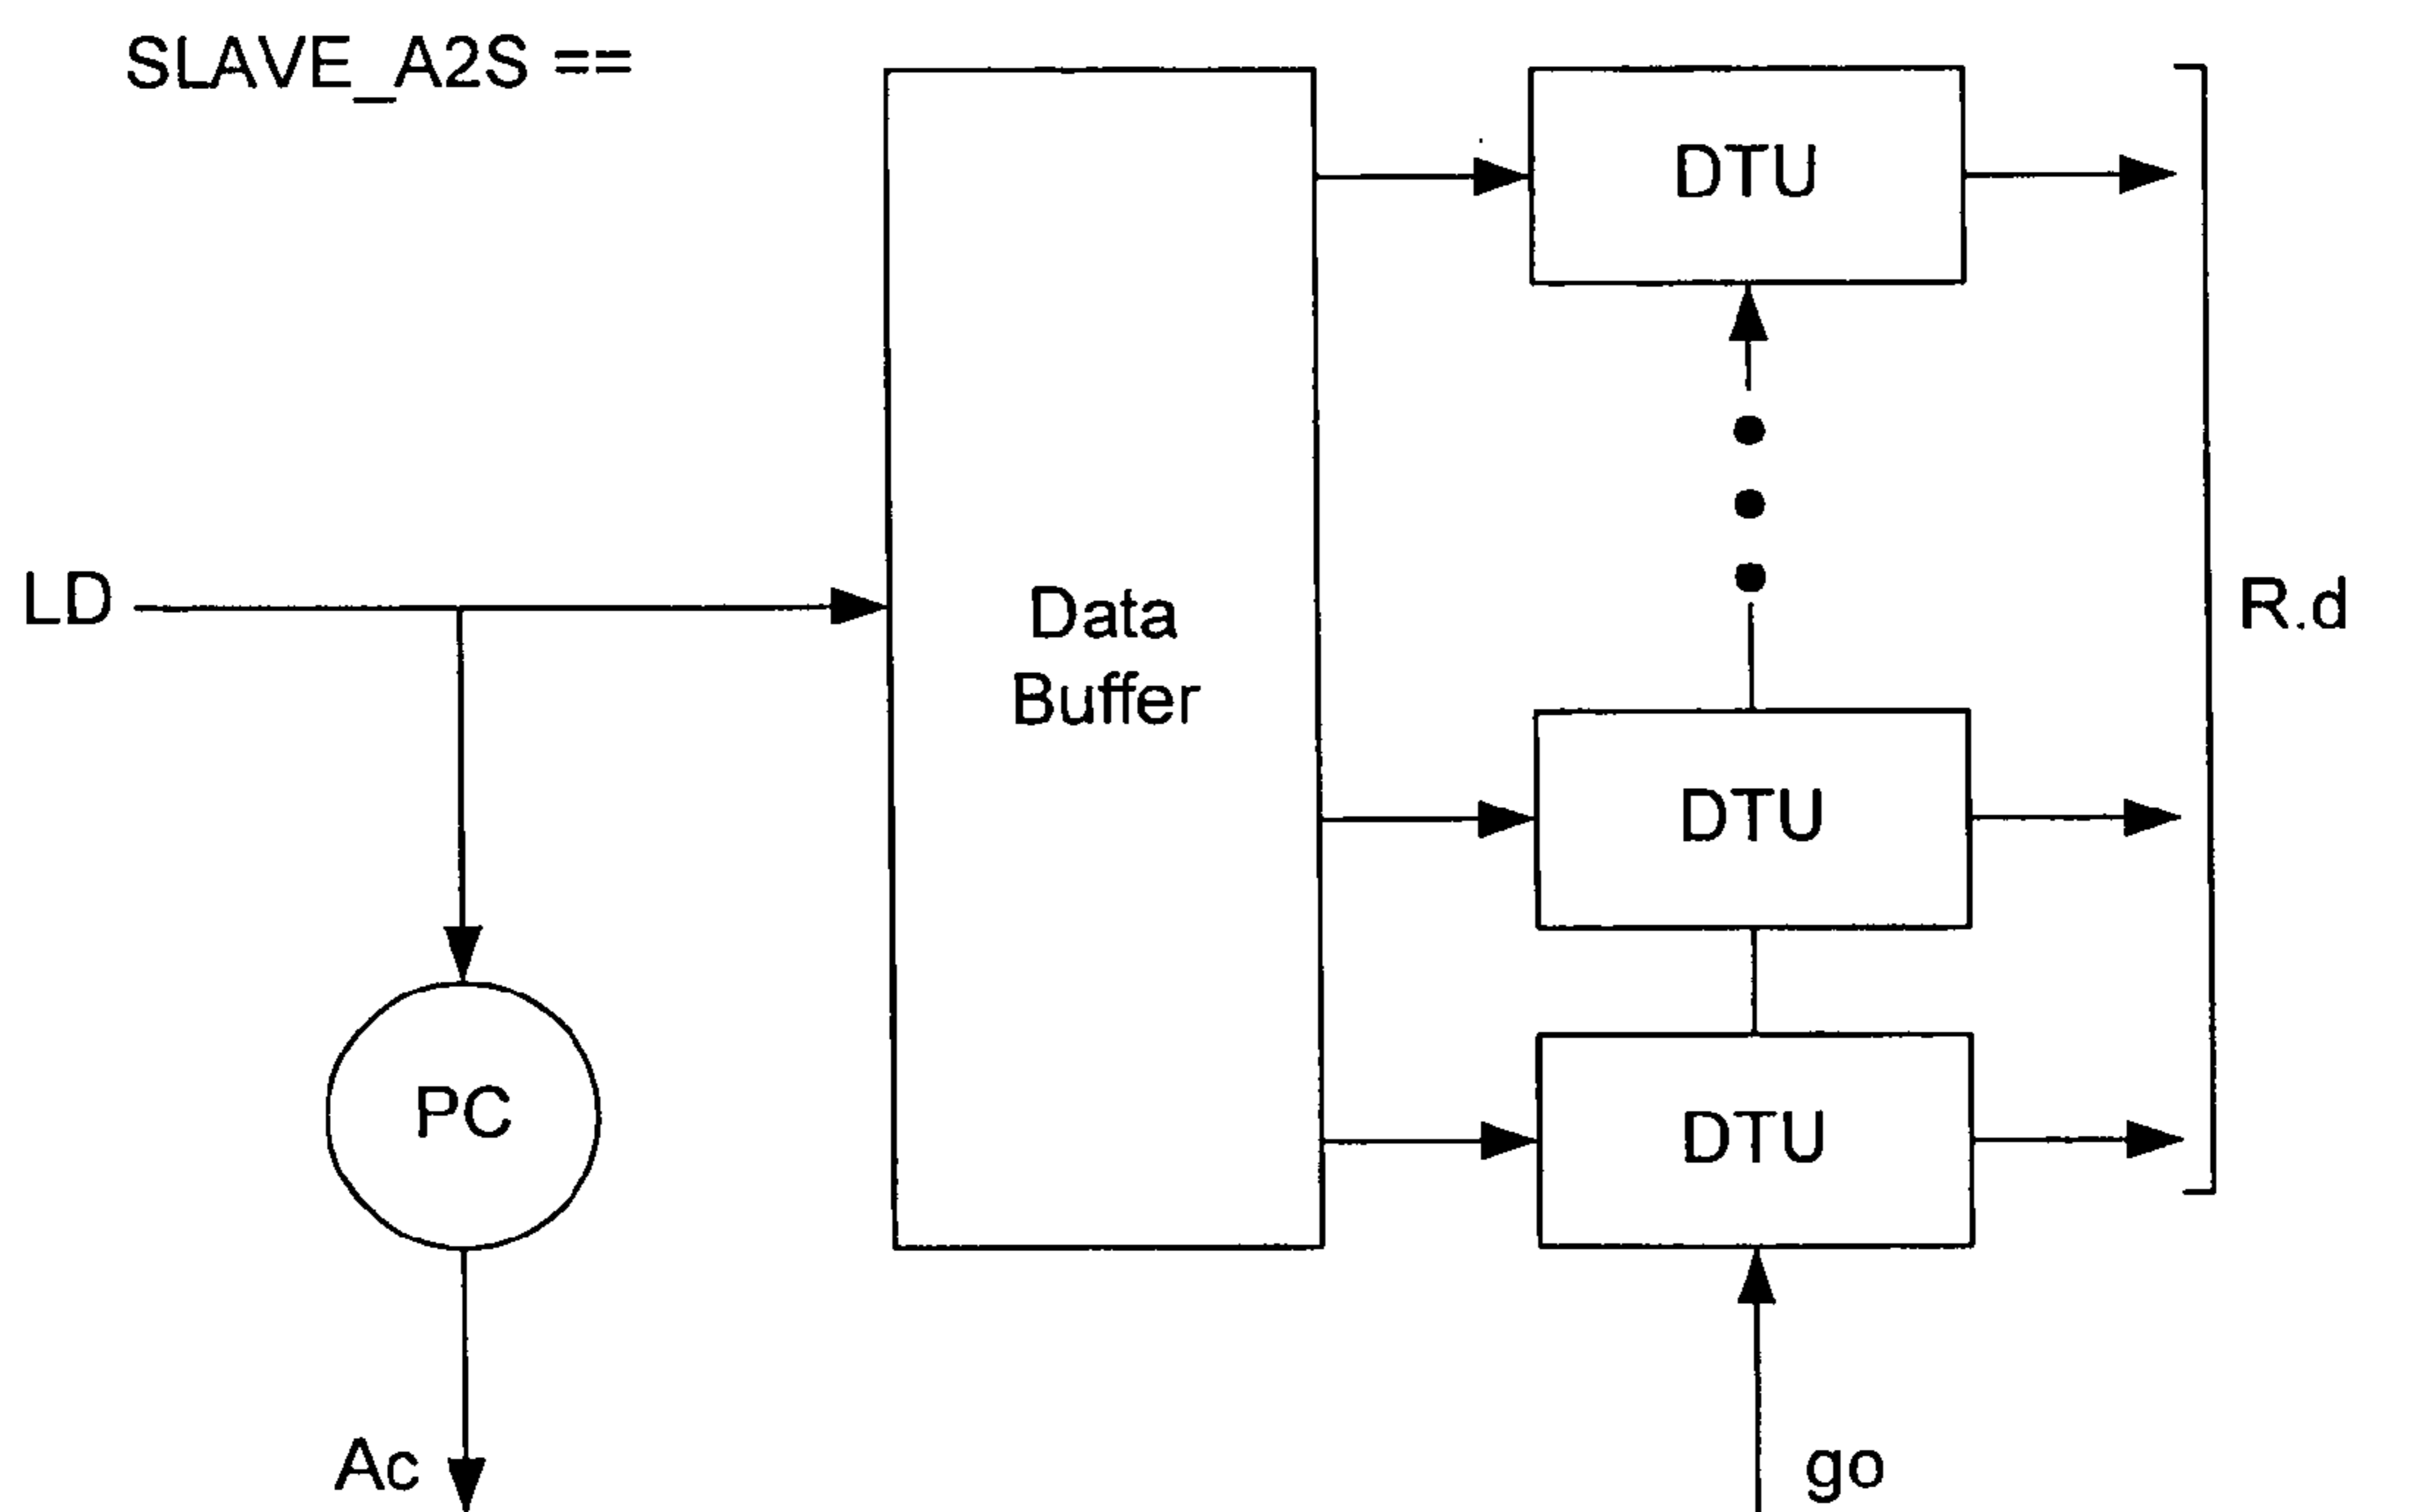 SLAVE_A2S ==
DTU
LD
Data
Buffer
R.d
DTU
PC
DTU
Ac
go